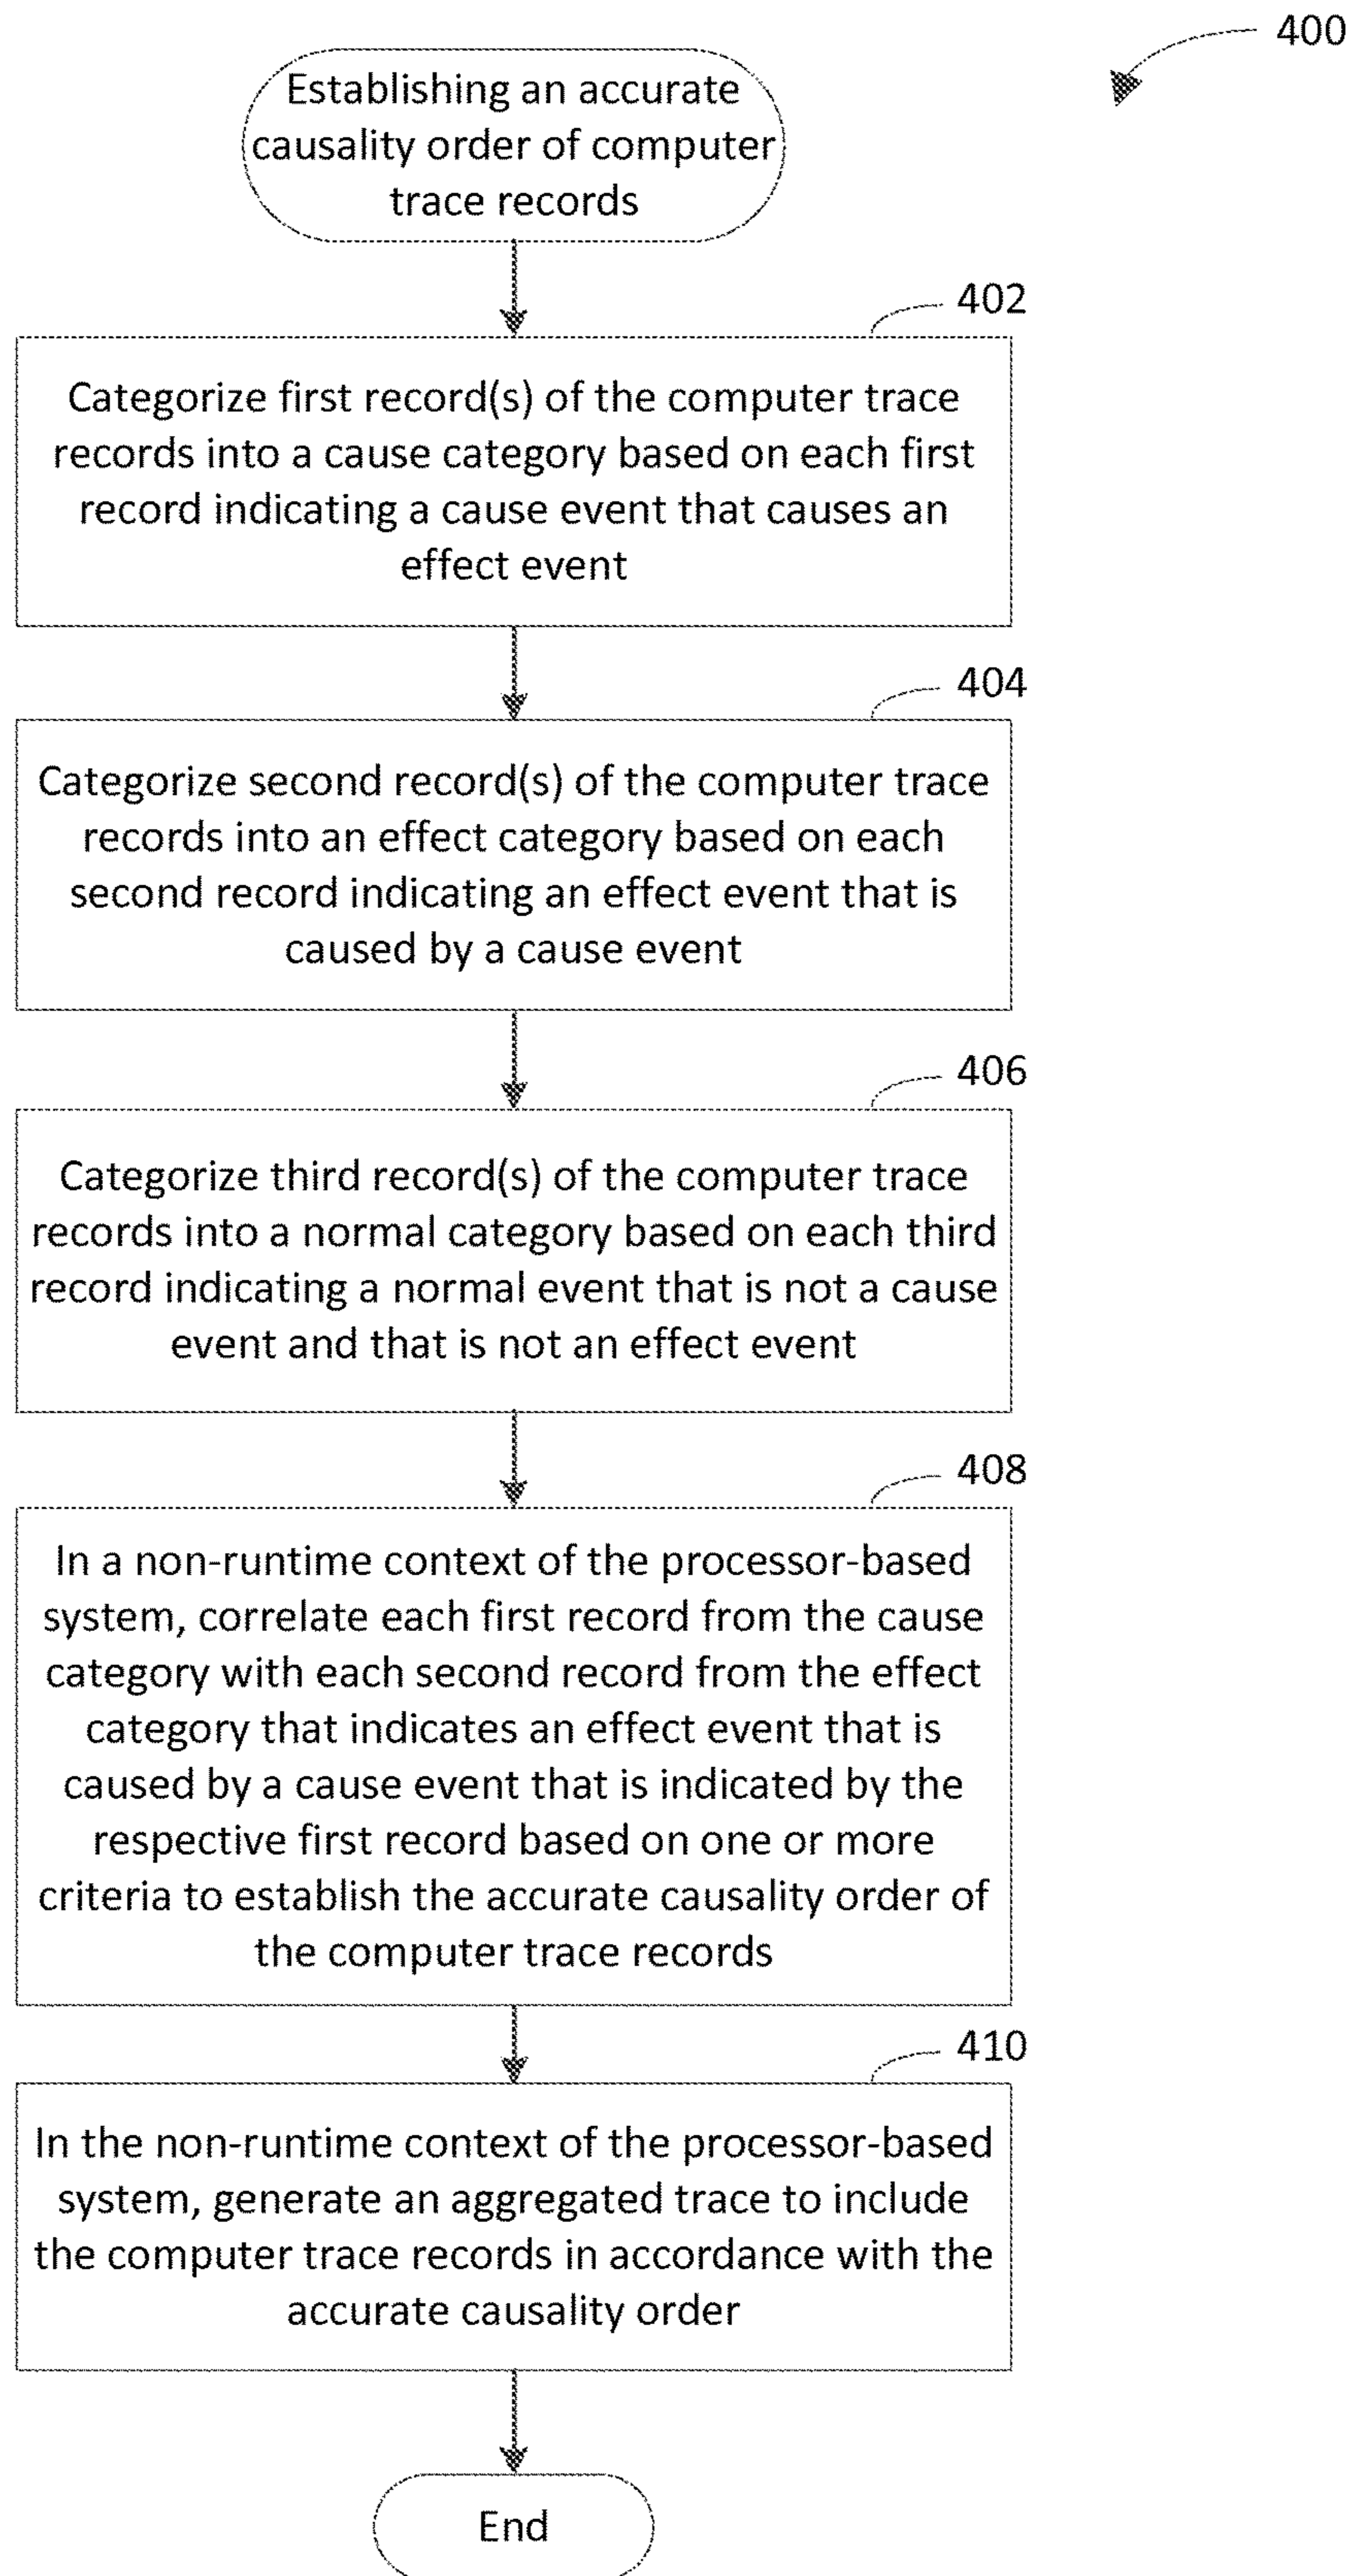 400
Establishing an accurate
causality order of computer
trace records
402
Categorize first record(s) of the computer trace
records into a cause category based on each first
record indicating a cause event that causes an
effect event
404
Categorize second record(s) of the computer trace
records into an effect category based on each
second record indicating an effect event that is
caused by a cause event
406
Categorize third record(s) of the computer trace
records into a normal category based on each third
record indicating a normal event that is not a cause
event and that is not an effect event
408
In a non-runtime context of the processor-based
system, correlate each first record from the cause
category with each second record from the effect
category that indicates an effect event that is
caused by a cause event that is indicated by the
respective first record based on one or more
criteria to establish the accurate causality order of
the computer trace records
410
In the non-runtime context of the processor-based
system, generate an aggregated trace to include
the computer trace records in accordance with the
accurate causality order
End